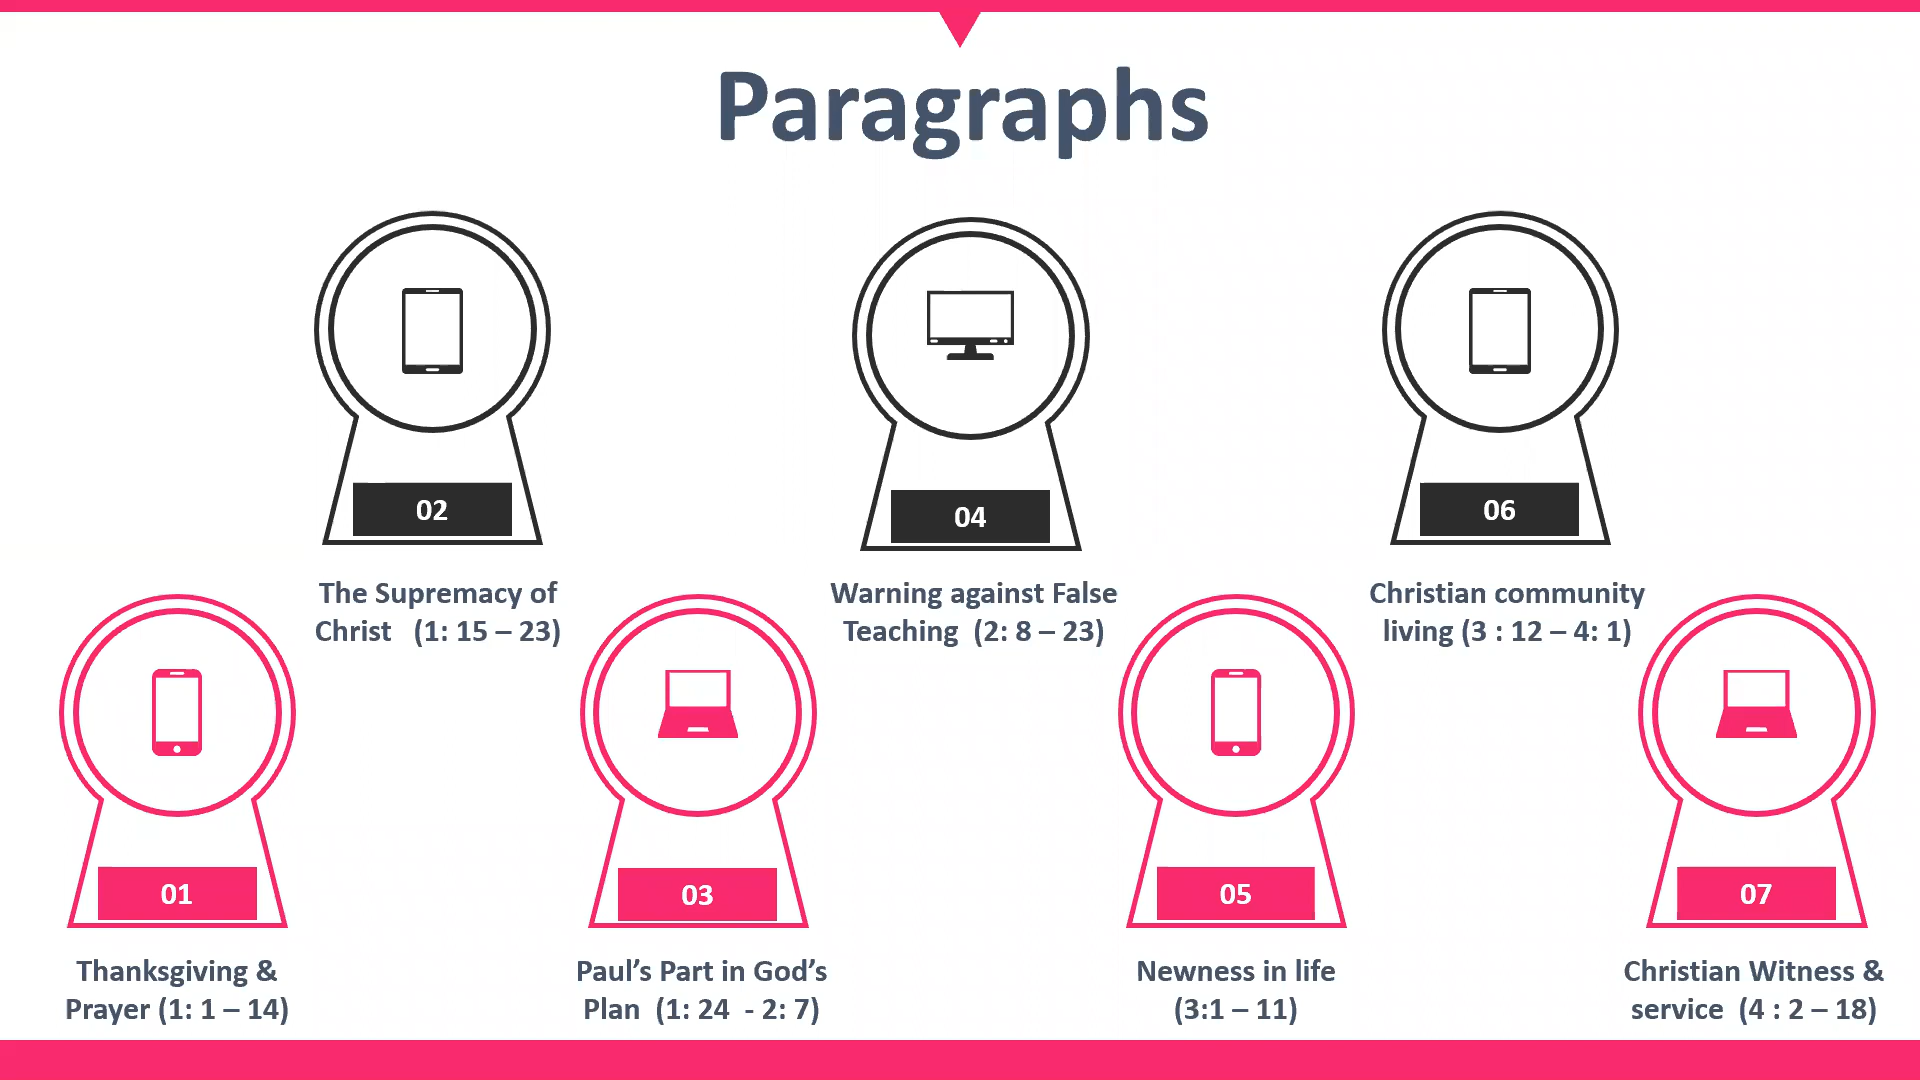 Paragraphs
01
Thanksgiving &
Prayer (1: 1 – 14)
02
The Supremacy of
Christ   (1: 15 – 23)
03
Paul’s Part in God’s
Plan  (1: 24  - 2: 7)
04
Warning against False
Teaching  (2: 8 – 23)
05
Newness in life
(3:1 – 11)
06
Christian community
living (3 : 12 – 4: 1)
07
Christian Witness &
service  (4 : 2 – 18)